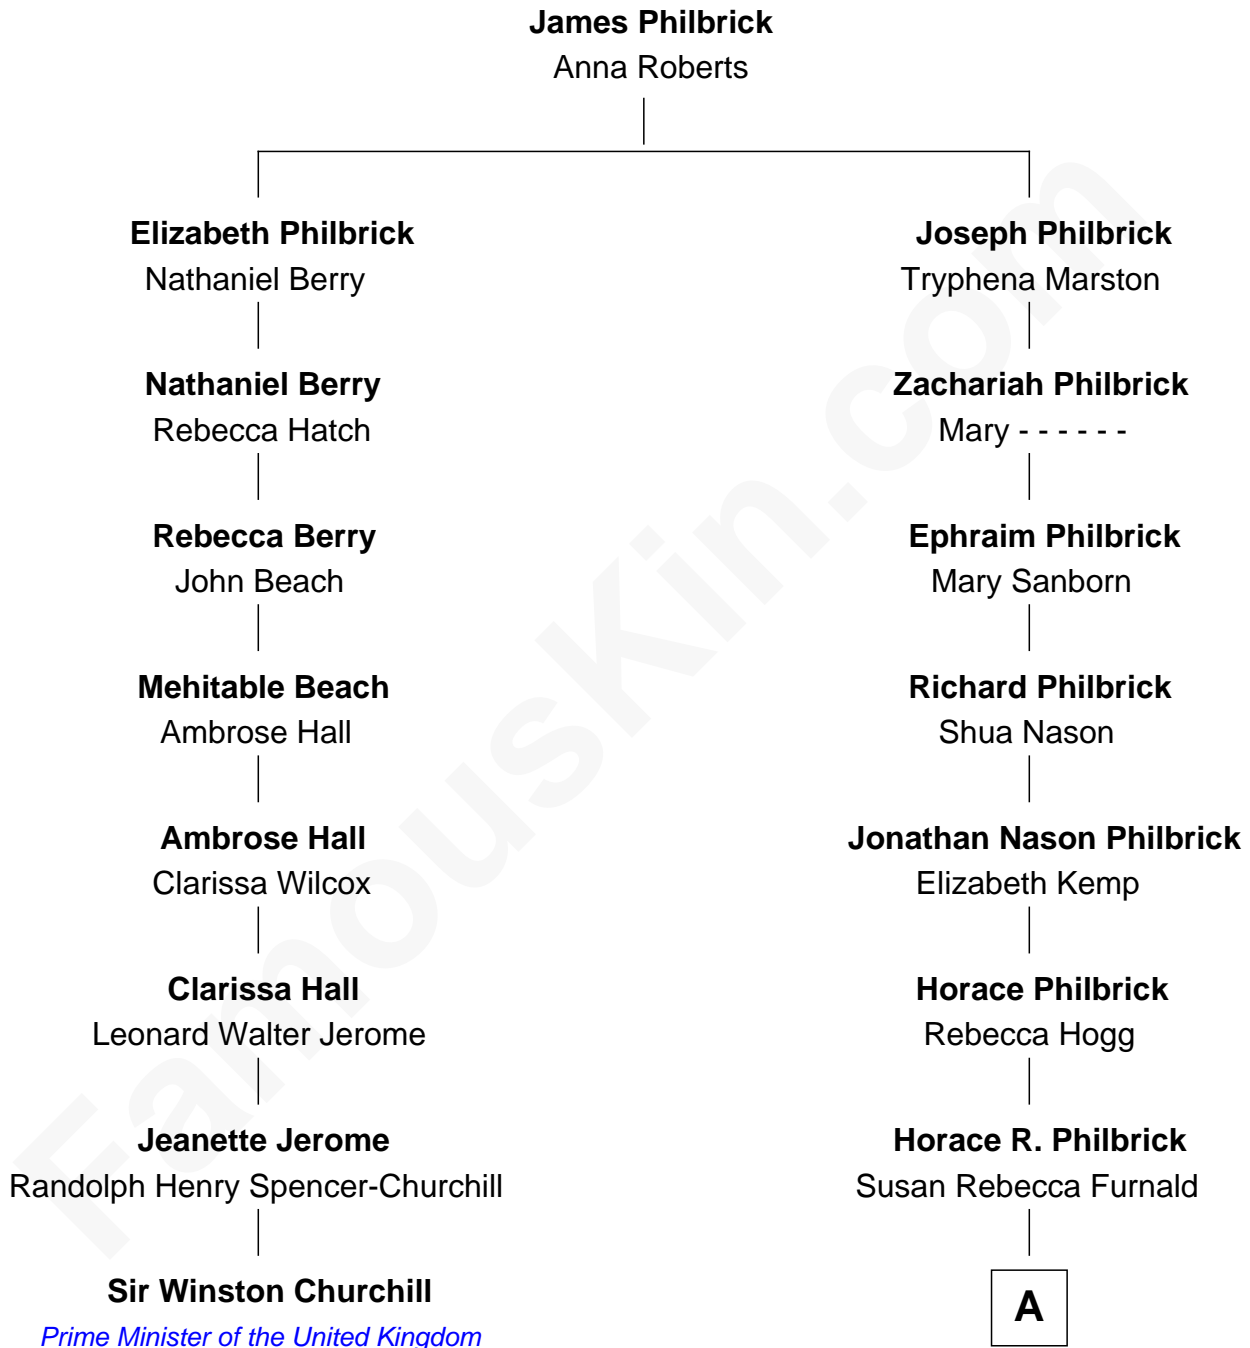 James Philbrick
Anna Roberts
Elizabeth Philbrick
Nathaniel Berry
Joseph Philbrick
Tryphena Marston
Nathaniel Berry
Rebecca Hatch
Zachariah Philbrick
Mary - - - - - -
Rebecca Berry
John Beach
Ephraim Philbrick
Mary Sanborn
Mehitable Beach
Ambrose Hall
Richard Philbrick
Shua Nason
Ambrose Hall
Clarissa Wilcox
Jonathan Nason Philbrick
Elizabeth Kemp
Clarissa Hall
Leonard Walter Jerome
Horace Philbrick
Rebecca Hogg
Jeanette Jerome
Randolph Henry Spencer-Churchill
Horace R. Philbrick
Susan Rebecca Furnald
Sir Winston Churchill
Prime Minister of the United Kingdom
A
FamousKin.com